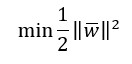 min 1/2 ‖w̅‖²